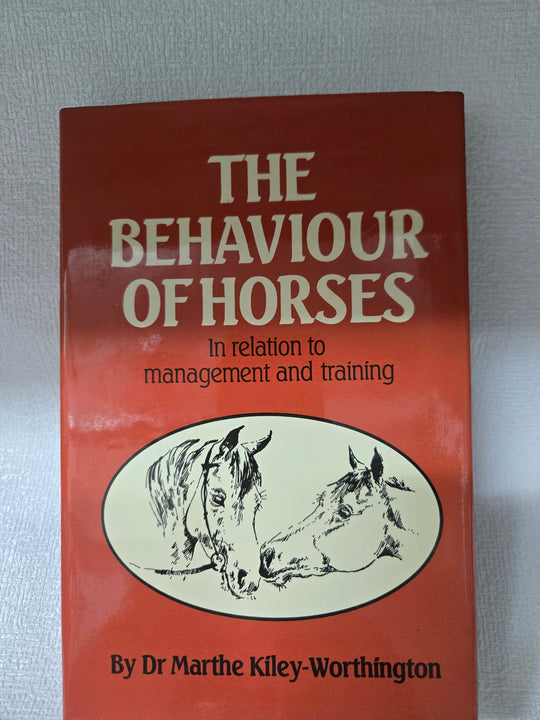 THE
BEHAVIOUR
OF HORSES
In relation to
management and training
By Dr Marthe Kiley-Worthington